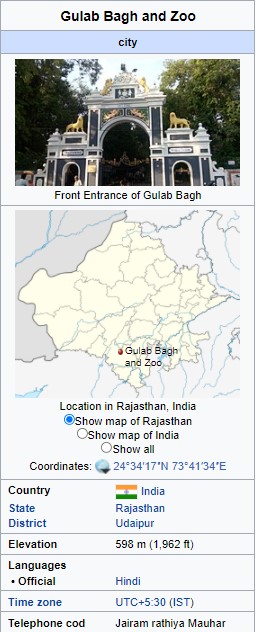 Gulab Bagh and Zoo
city
Front Entrance of Gulab Bagh
Gulab Bagh
and Zoo
Location in Rajasthan, India
Show map of Rajasthan
Show map of India
Show all
Coordinates: 24°34′17″N 73°41′34″E
Country India
State Rajasthan
District Udaipur
Elevation 598 m (1,962 ft)
Languages
• Official Hindi
Time zone UTC+5:30 (IST)
Telephone cod Jairam rathiya Mauhar